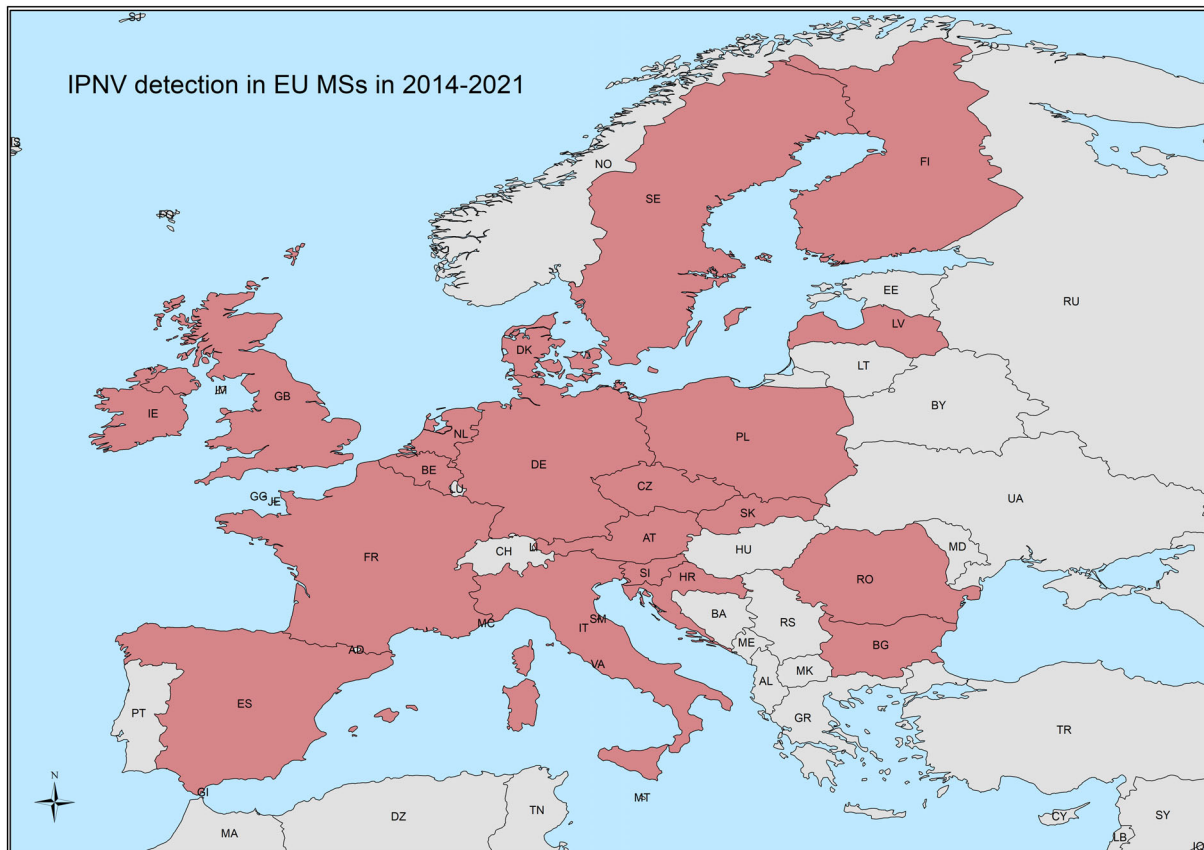 SJ
IPNV detection in EU MSs in 2014-2021
IS
NO
FI
SE
FO
EE
RU
LV
DK
LT
IM
GB
IE
BY
NL
PL
BE
DE
CZ
LU
GG
JE
UA
SK
AT
FR
CH
LI
HU
MD
SI
HR
RO
BA
RS
MC
SM
IT
ME
BG
AD
VA
MK
AL
ES
PT
GR
TR
N
GI
MT
MA
DZ
TN
CY
SY
LB
JO